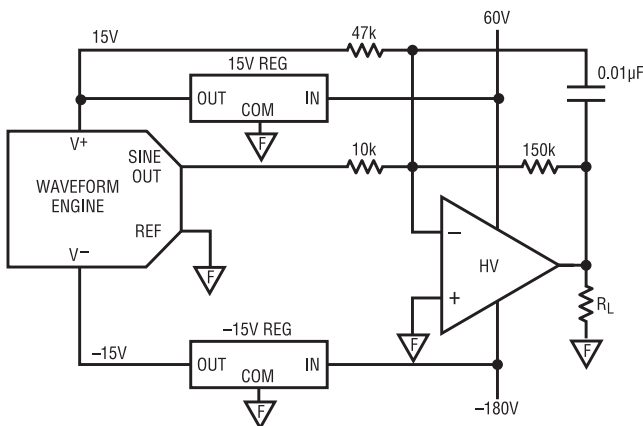 15V
47k
60V
0.01µF
15V REG
OUT
IN
COM
F
V+
SINE
OUT
10k
150k
WAVEFORM
ENGINE
REF
F
V–
–
HV
+
F
RL
F
–15V REG
–15V
OUT
IN
COM
F
–180V